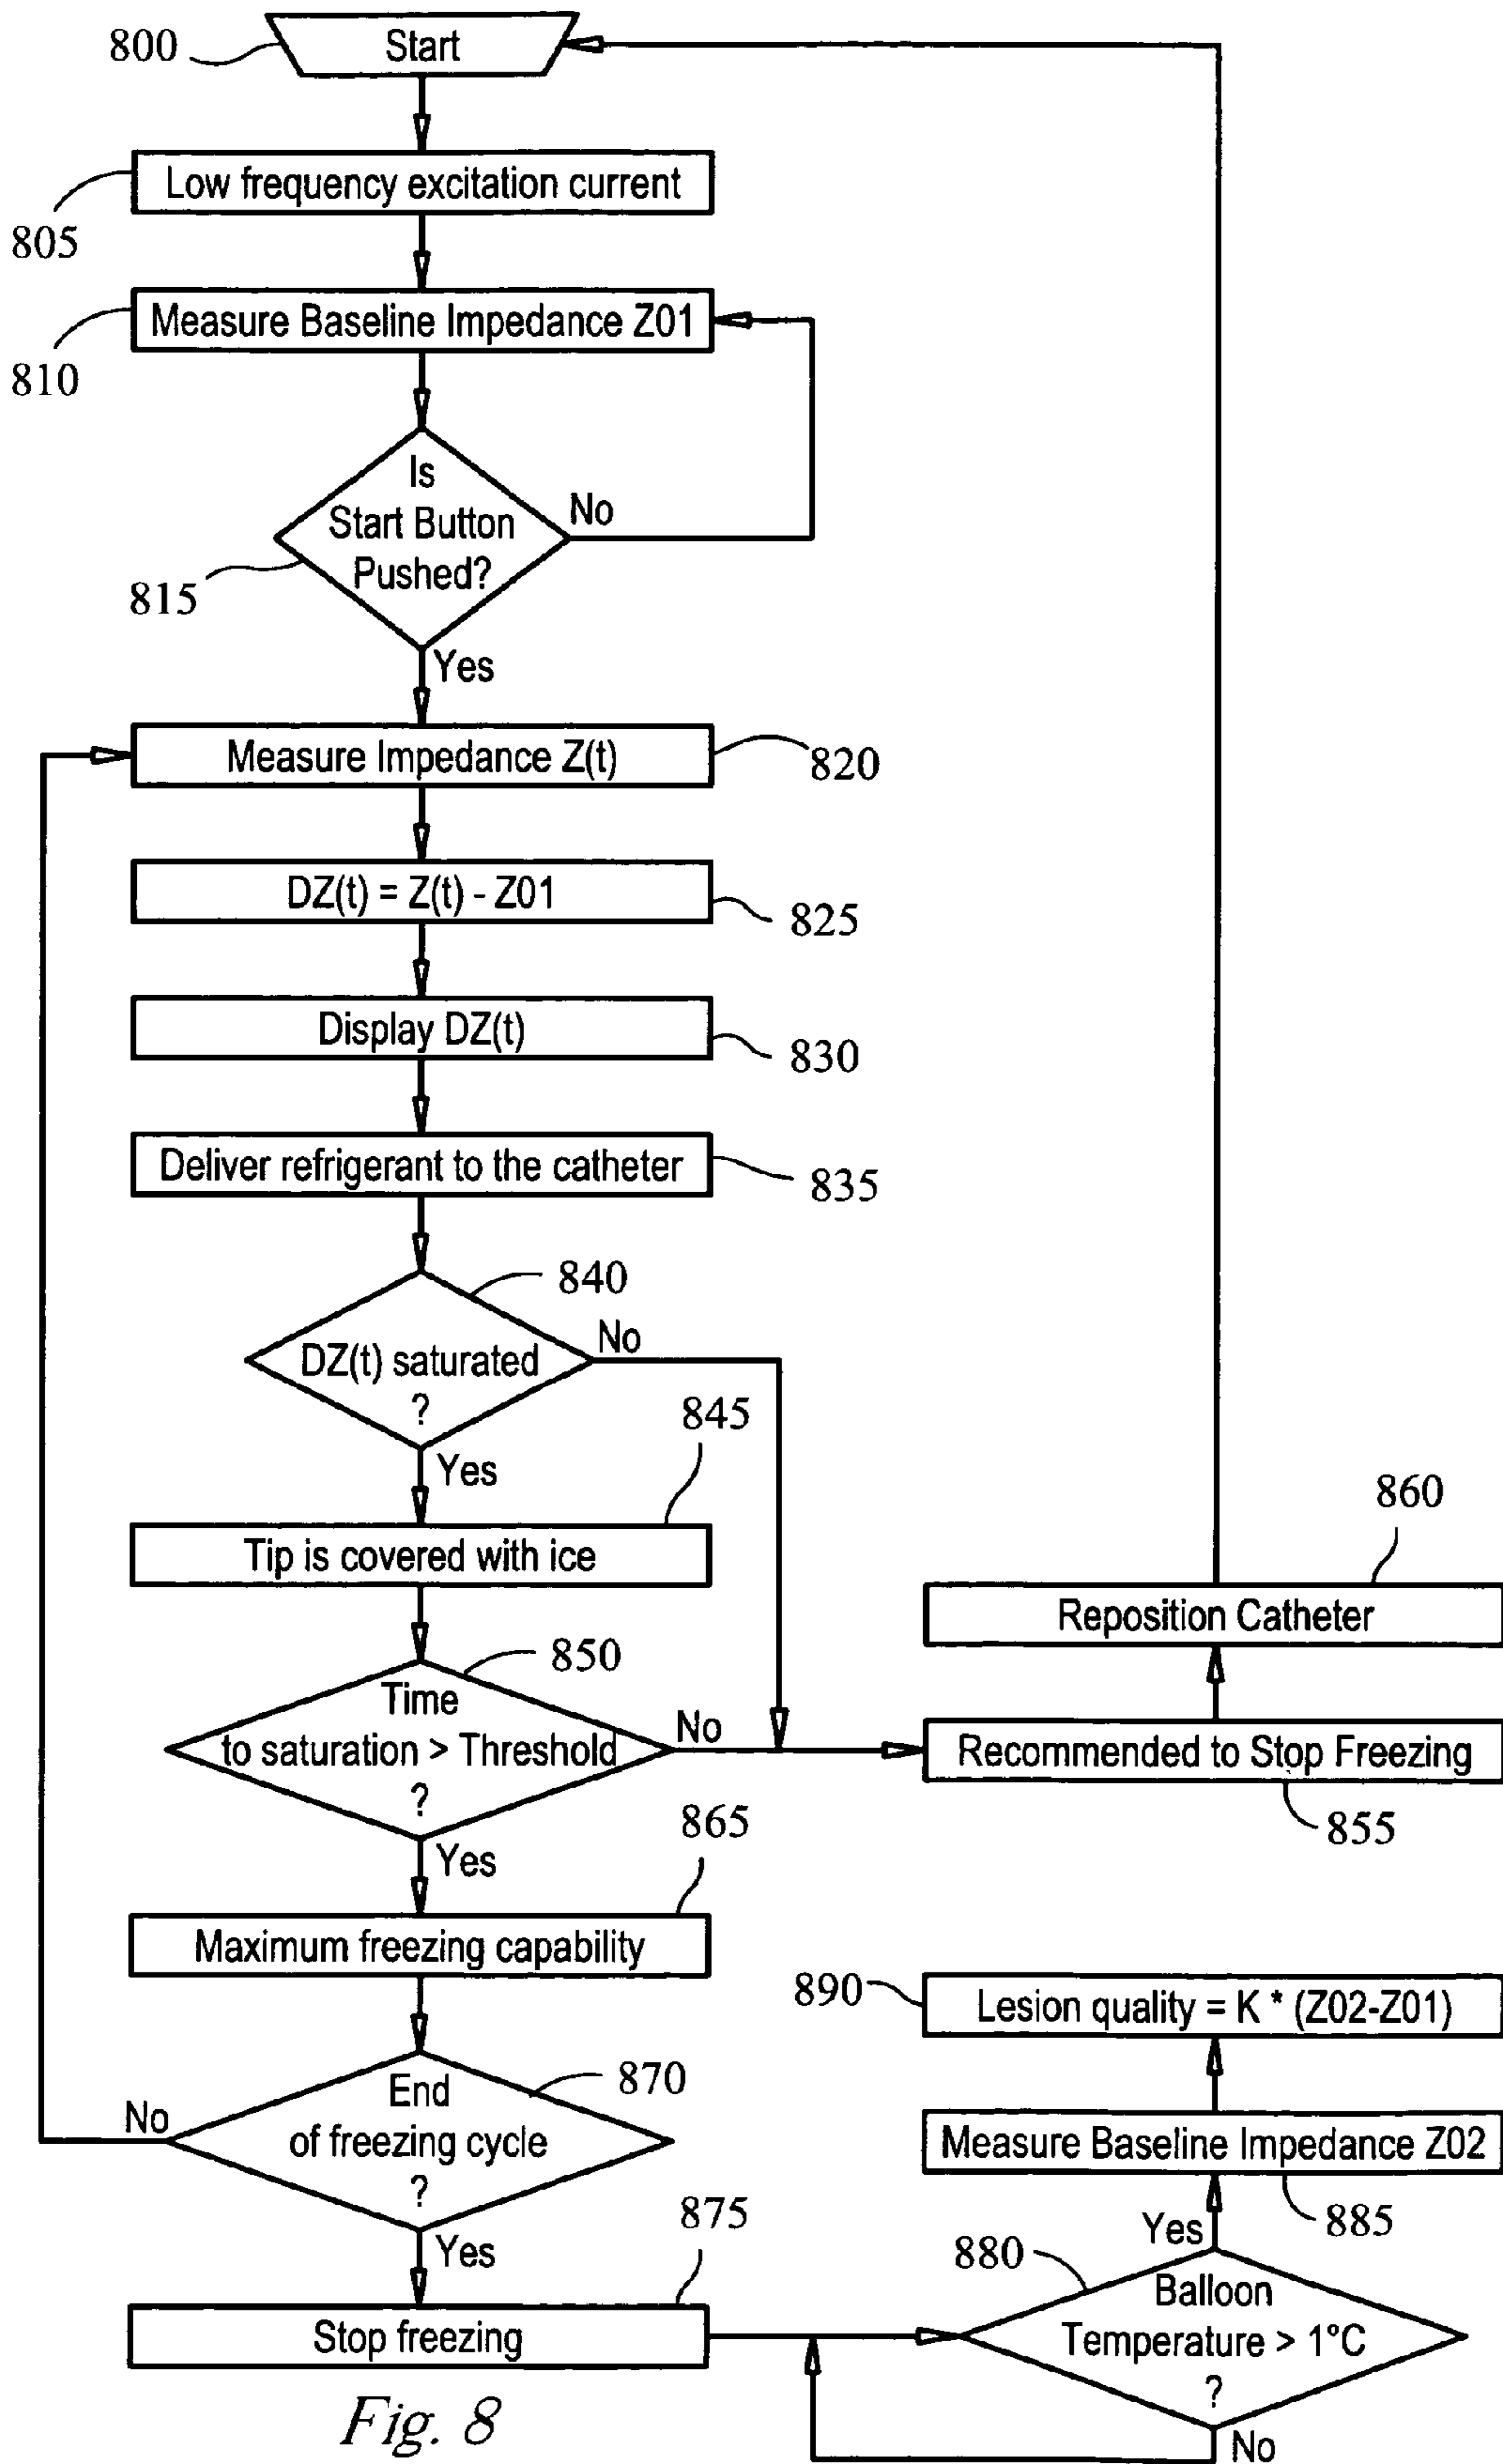 800
Start
Low frequency excitation current
805
Measure Baseline Impedance Z01
810
Is
Start Button
Pushed?
No
815
Yes
Measure Impedance Z(t)
820
DZ(t) = Z(t) - Z01
825
Display DZ(t)
830
Deliver refrigerant to the catheter
835
840
DZ(t) saturated
?
No
Yes
845
Tip is covered with ice
850
Time
to saturation > Threshold
?
No
Yes
860
Reposition Catheter
Recommended to Stop Freezing
855
865
Maximum freezing capability
870
End
of freezing cycle
?
No
Yes
875
Stop freezing
890
Lesion quality = K * (Z02-Z01)
Measure Baseline Impedance Z02
885
Yes
880
Balloon
Temperature > 1°C
?
No
Fig. 8